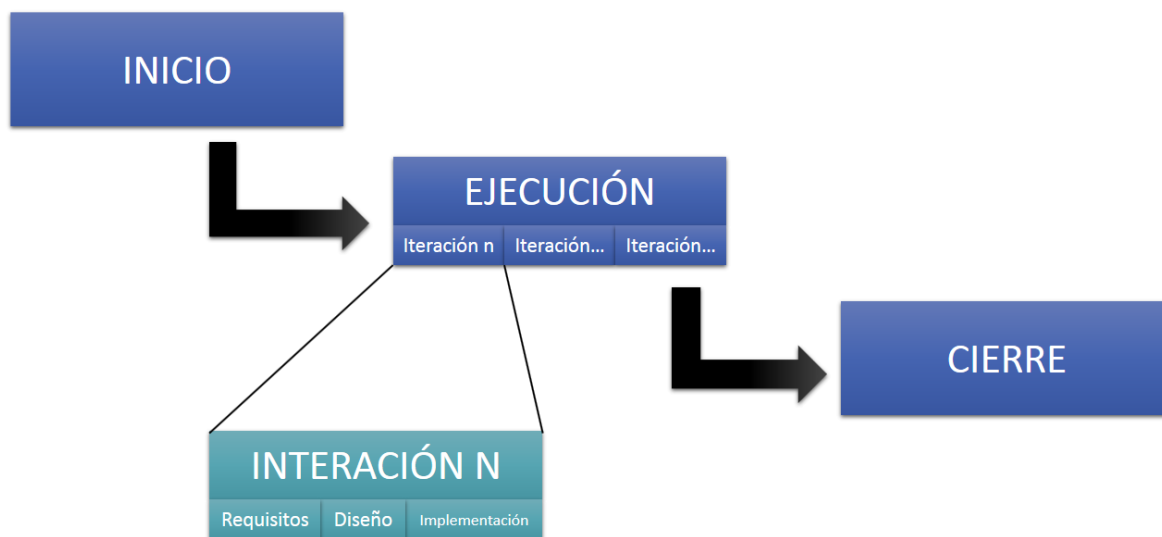 INICIO
EJECUCIÓN
Iteración n
Iteración...
Iteración...
CIERRE
INTERACIÓN N
Requisitos
Diseño
Implementación